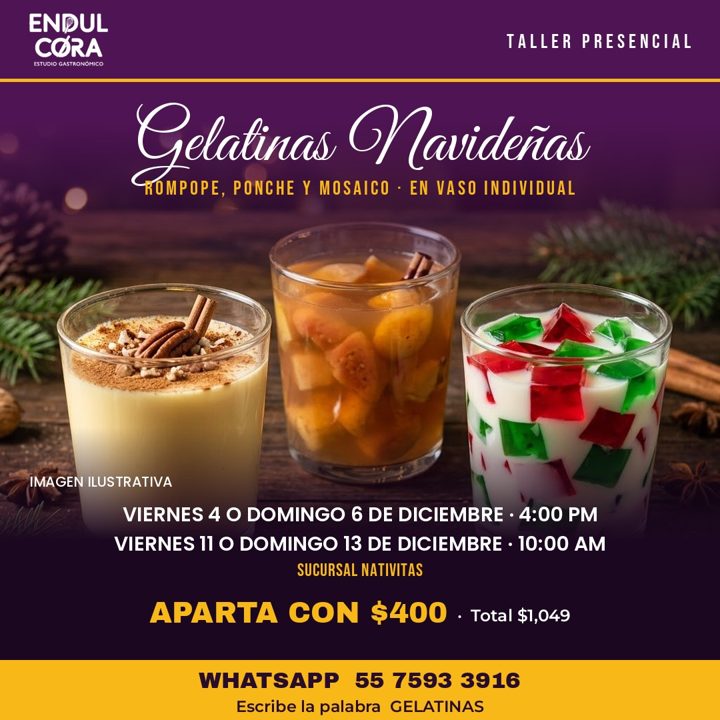 ENDUL
CØRA
ESTUDIO GASTRONÓMICO
TALLER PRESENCIAL
Gelatinas Navideñas
ROMPOPE, PONCHE Y MOSAICO · EN VASO INDIVIDUAL
IMAGEN ILUSTRATIVA
VIERNES 4 O DOMINGO 6 DE DICIEMBRE · 4:00 PM
VIERNES 11 O DOMINGO 13 DE DICIEMBRE · 10:00 AM
SUCURSAL NATIVITAS
APARTA CON $400 · Total $1,049
WHATSAPP 55 7593 3916
Escribe la palabra GELATINAS